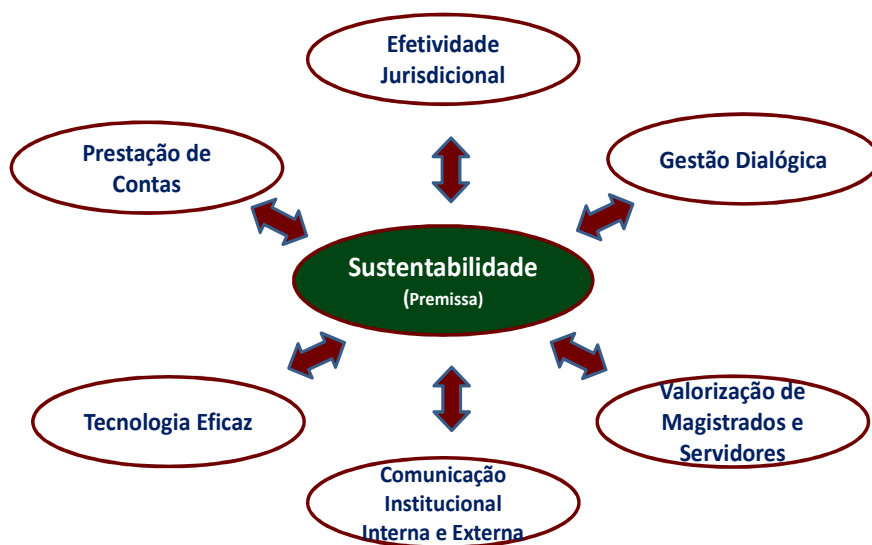 Efetividade
Jurisdicional
Prestação de
Contas
Gestão Dialógica
Sustentabilidade
(Premissa)
Tecnologia Eficaz
Valorização de
Magistrados e
Servidores
Comunicação
Institucional
Interna e Externa